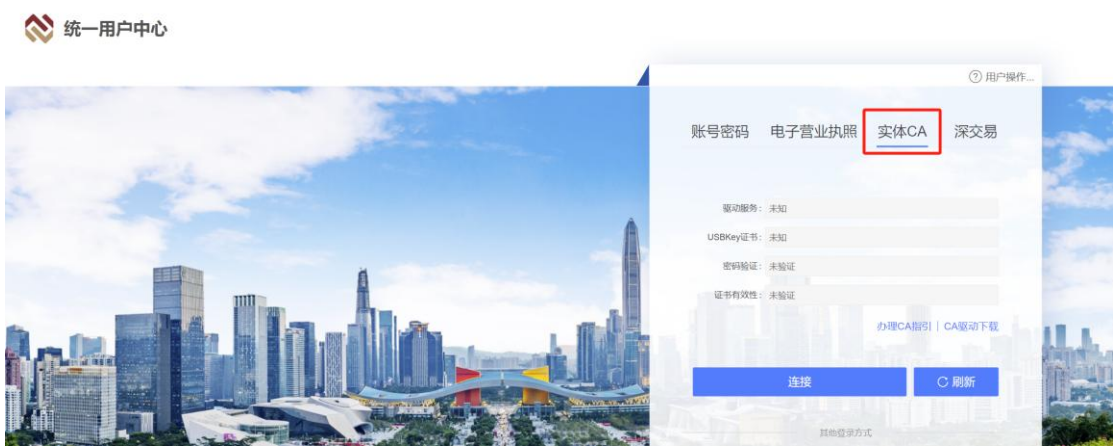 统一用户中心
用户操作...
账号密码 电子营业执照 实体CA 深交易
驱动服务： 未知
USBKey证书： 未知
密码验证： 未验证
证书有效性： 未验证
办理CA指引 | CA驱动下载
连接 刷新
其他登录方式